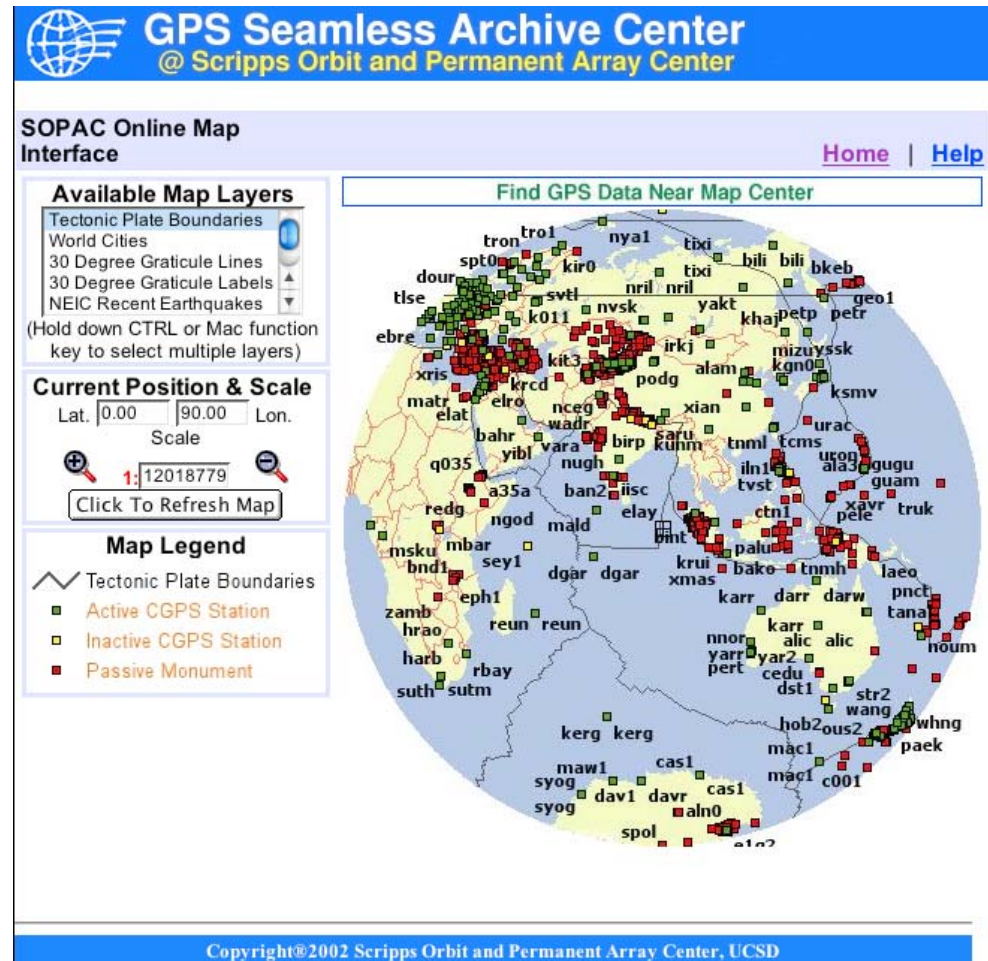 GPS Seamless Archive Center
@ Scripps Orbit and Permanent Array Center
SOPAC Online Map
Interface
Home | Help
Available Map Layers
Tectonic Plate Boundaries
World Cities
30 Degree Graticule Lines
30 Degree Graticule Labels
NEIC Recent Earthquakes
(Hold down CTRL or Mac function
key to select multiple layers)
Current Position & Scale
Lat. 0.00 90.00 Lon.
Scale
1: 12018779
Click To Refresh Map
Map Legend
Tectonic Plate Boundaries
Active CGPS Station
Inactive CGPS Station
Passive Monument
Find GPS Data Near Map Center
tron tro1 nya1 tixi
spt0 kir0 tixi bili bili bkeb
dour nril nril geo1
tlse svtl nvsk yakt petp petr
k011 khaj
ebre irkj mizu yssk
kit3 alam kgn0
xris podg ksmv
krcd
matr elro nceg xian
elat wadr urac
bahr vara birp saru kunm tnml tcms uron
yibl nugh iln1 ala3 gugu
q035 tvst guam
a35a ban2 iisc xavr
redg elay ctn1 pele truk
ngod mald
mbar bint palu
msku sey1 krui bako tnmh laeo
bnd1 dgar dgar xmas
eph1 karr darr darw pnct
zamb tana
hrao reun reun karr
nnor alic alic noum
harb yarr yar2
rbay pert cedu
suth sutm dst1 str2
wang
hob2 ous2 whng
kerg kerg mac1 paek
maw1 cas1 mac1 c001
syog dav1 davr cas1
syog aln0
spol
Copyright®2002 Scripps Orbit and Permanent Array Center, UCSD